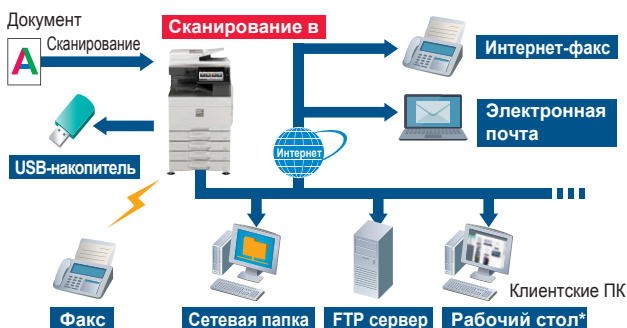 Документ
Сканирование в
Сканирование
A
Интернет-факс
Электронная
почта
Интернет
USB-накопитель
Клиентские ПК
Факс
Сетевая папка
FTP сервер
Рабочий стол*